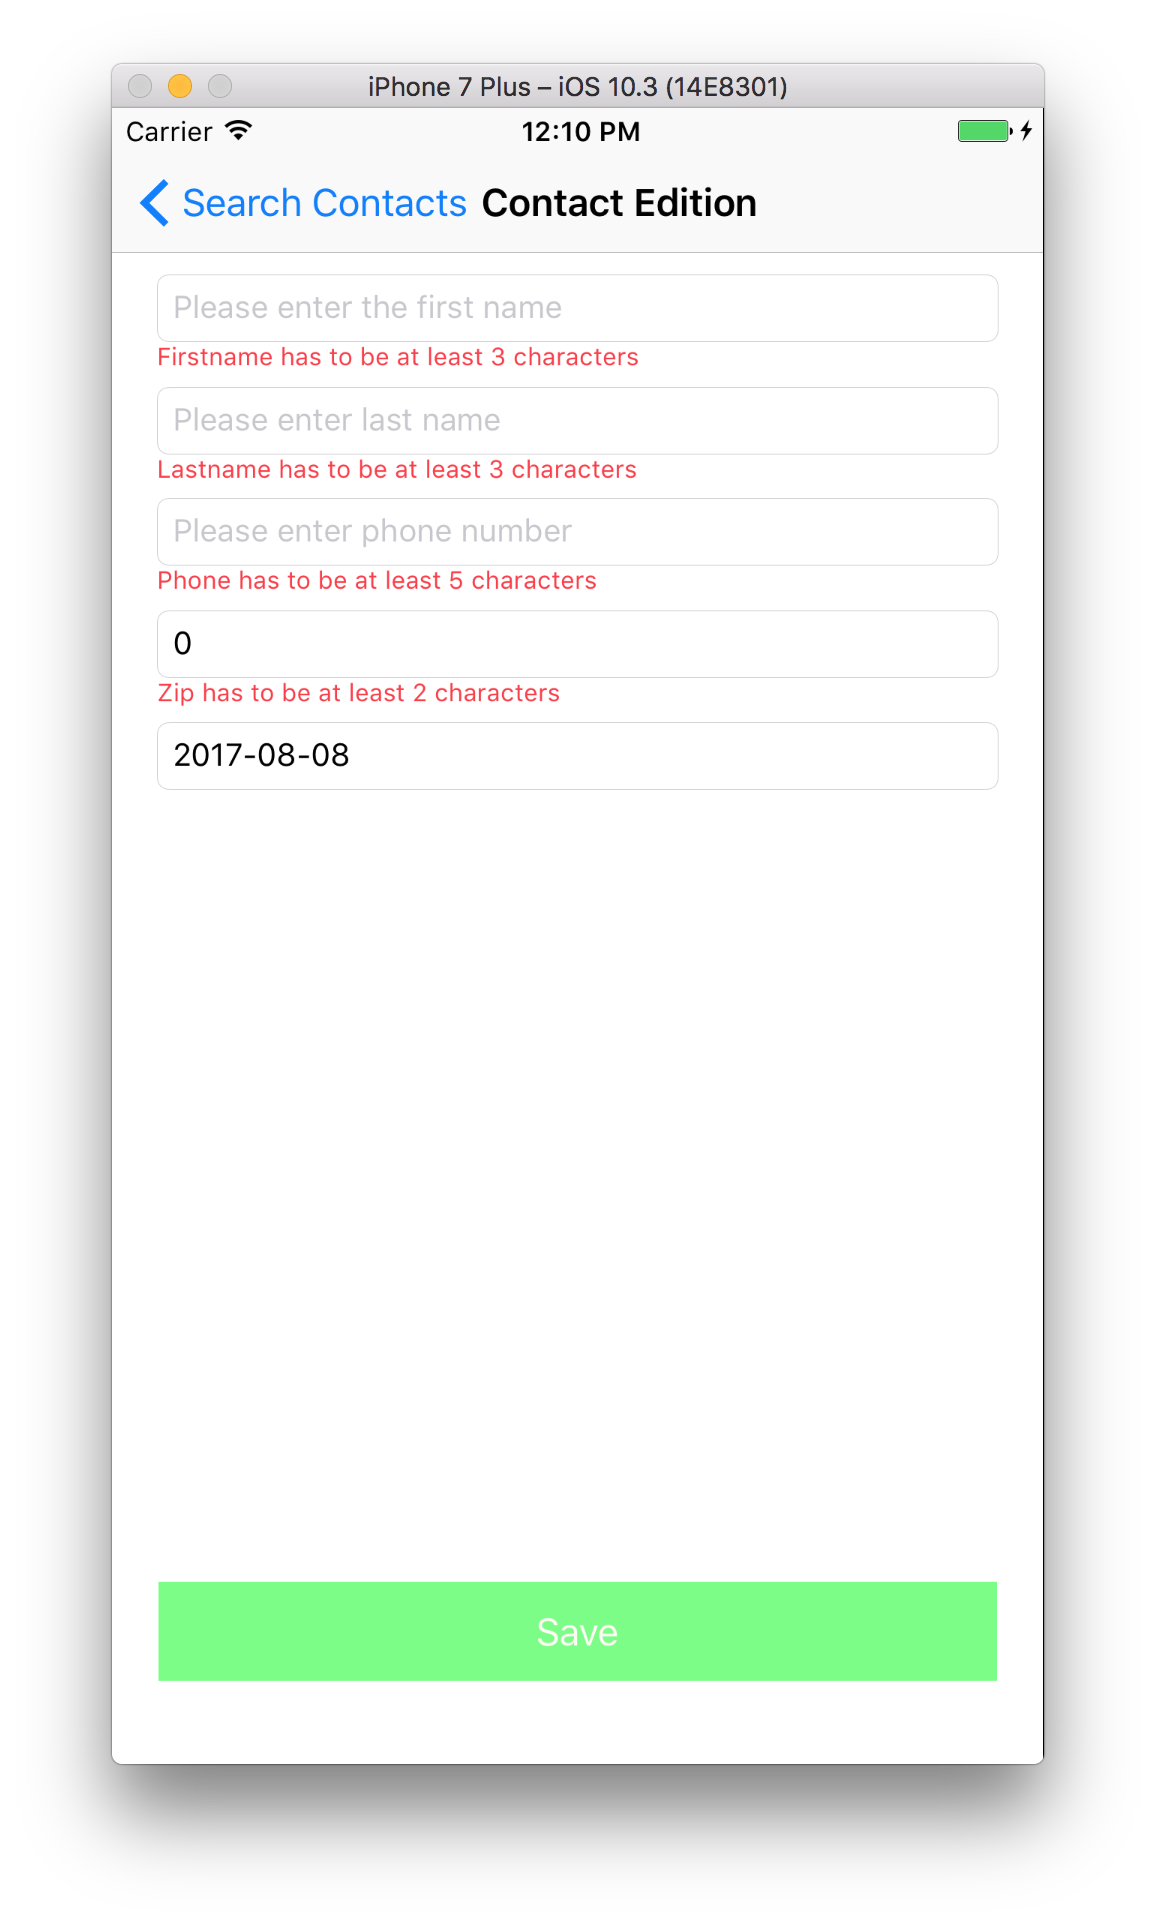 iPhone 7 Plus – iOS 10.3 (14E8301)
Carrier 12:10 PM
Search Contacts Contact Edition
Please enter the first name
Firstname has to be at least 3 characters
Please enter last name
Lastname has to be at least 3 characters
Please enter phone number
Phone has to be at least 5 characters
0
Zip has to be at least 2 characters
2017-08-08
Save